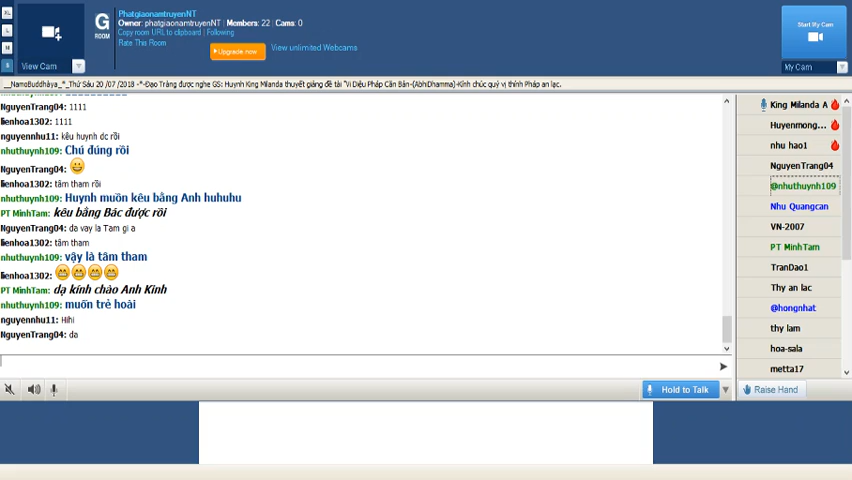 XL
L
M
S
View Cam
G
ROOM
PhatgiaonamtruyenNT
Owner: phatgiaonamtruyenNT | Members: 22 | Cams: 0
Copy room URL to clipboard | Following
Rate This Room
Upgrade now
View unlimited Webcams
Start My Cam
My Cam
__NamoBuddhàya_*_Thứ Sáu 20 /07 /2018 -*-Đạo Tràng được nghe GS: Huynh King Milanda thuyết giảng đề tài "Vi Diệu Pháp Căn Bản-(AbhiDhamma)-Kính chúc quý vị thính Pháp an lạc.
NguyenTrang04: 1111
lienhoa1302: 1111
nguyennhu11: kêu huynh dc rồi
nhuthuynh109: Chú đúng rồi
NguyenTrang04:
lienhoa1302: tâm tham rồi
nhuthuynh109: Huynh muốn kêu bằng Anh huhuhu
PT MinhTam: kêu bằng Bác được rồi
NguyenTrang04: da vay la Tam gi a
lienhoa1302: tâm tham
nhuthuynh109: vậy là tâm tham
lienhoa1302:
PT MinhTam: dạ kính chào Anh Kinh
nhuthuynh109: muốn trẻ hoài
nguyennhu11: Hihi
NguyenTrang04: da
King Milanda A
Huyenmong...
nhu hao1
NguyenTrang04
@nhuthuynh109
Nhu Quangcan
VN-2007
PT MinhTam
TranDao1
Thy an lac
@hongnhat
thy lam
hoa-sala
metta17
Hold to Talk
Raise Hand